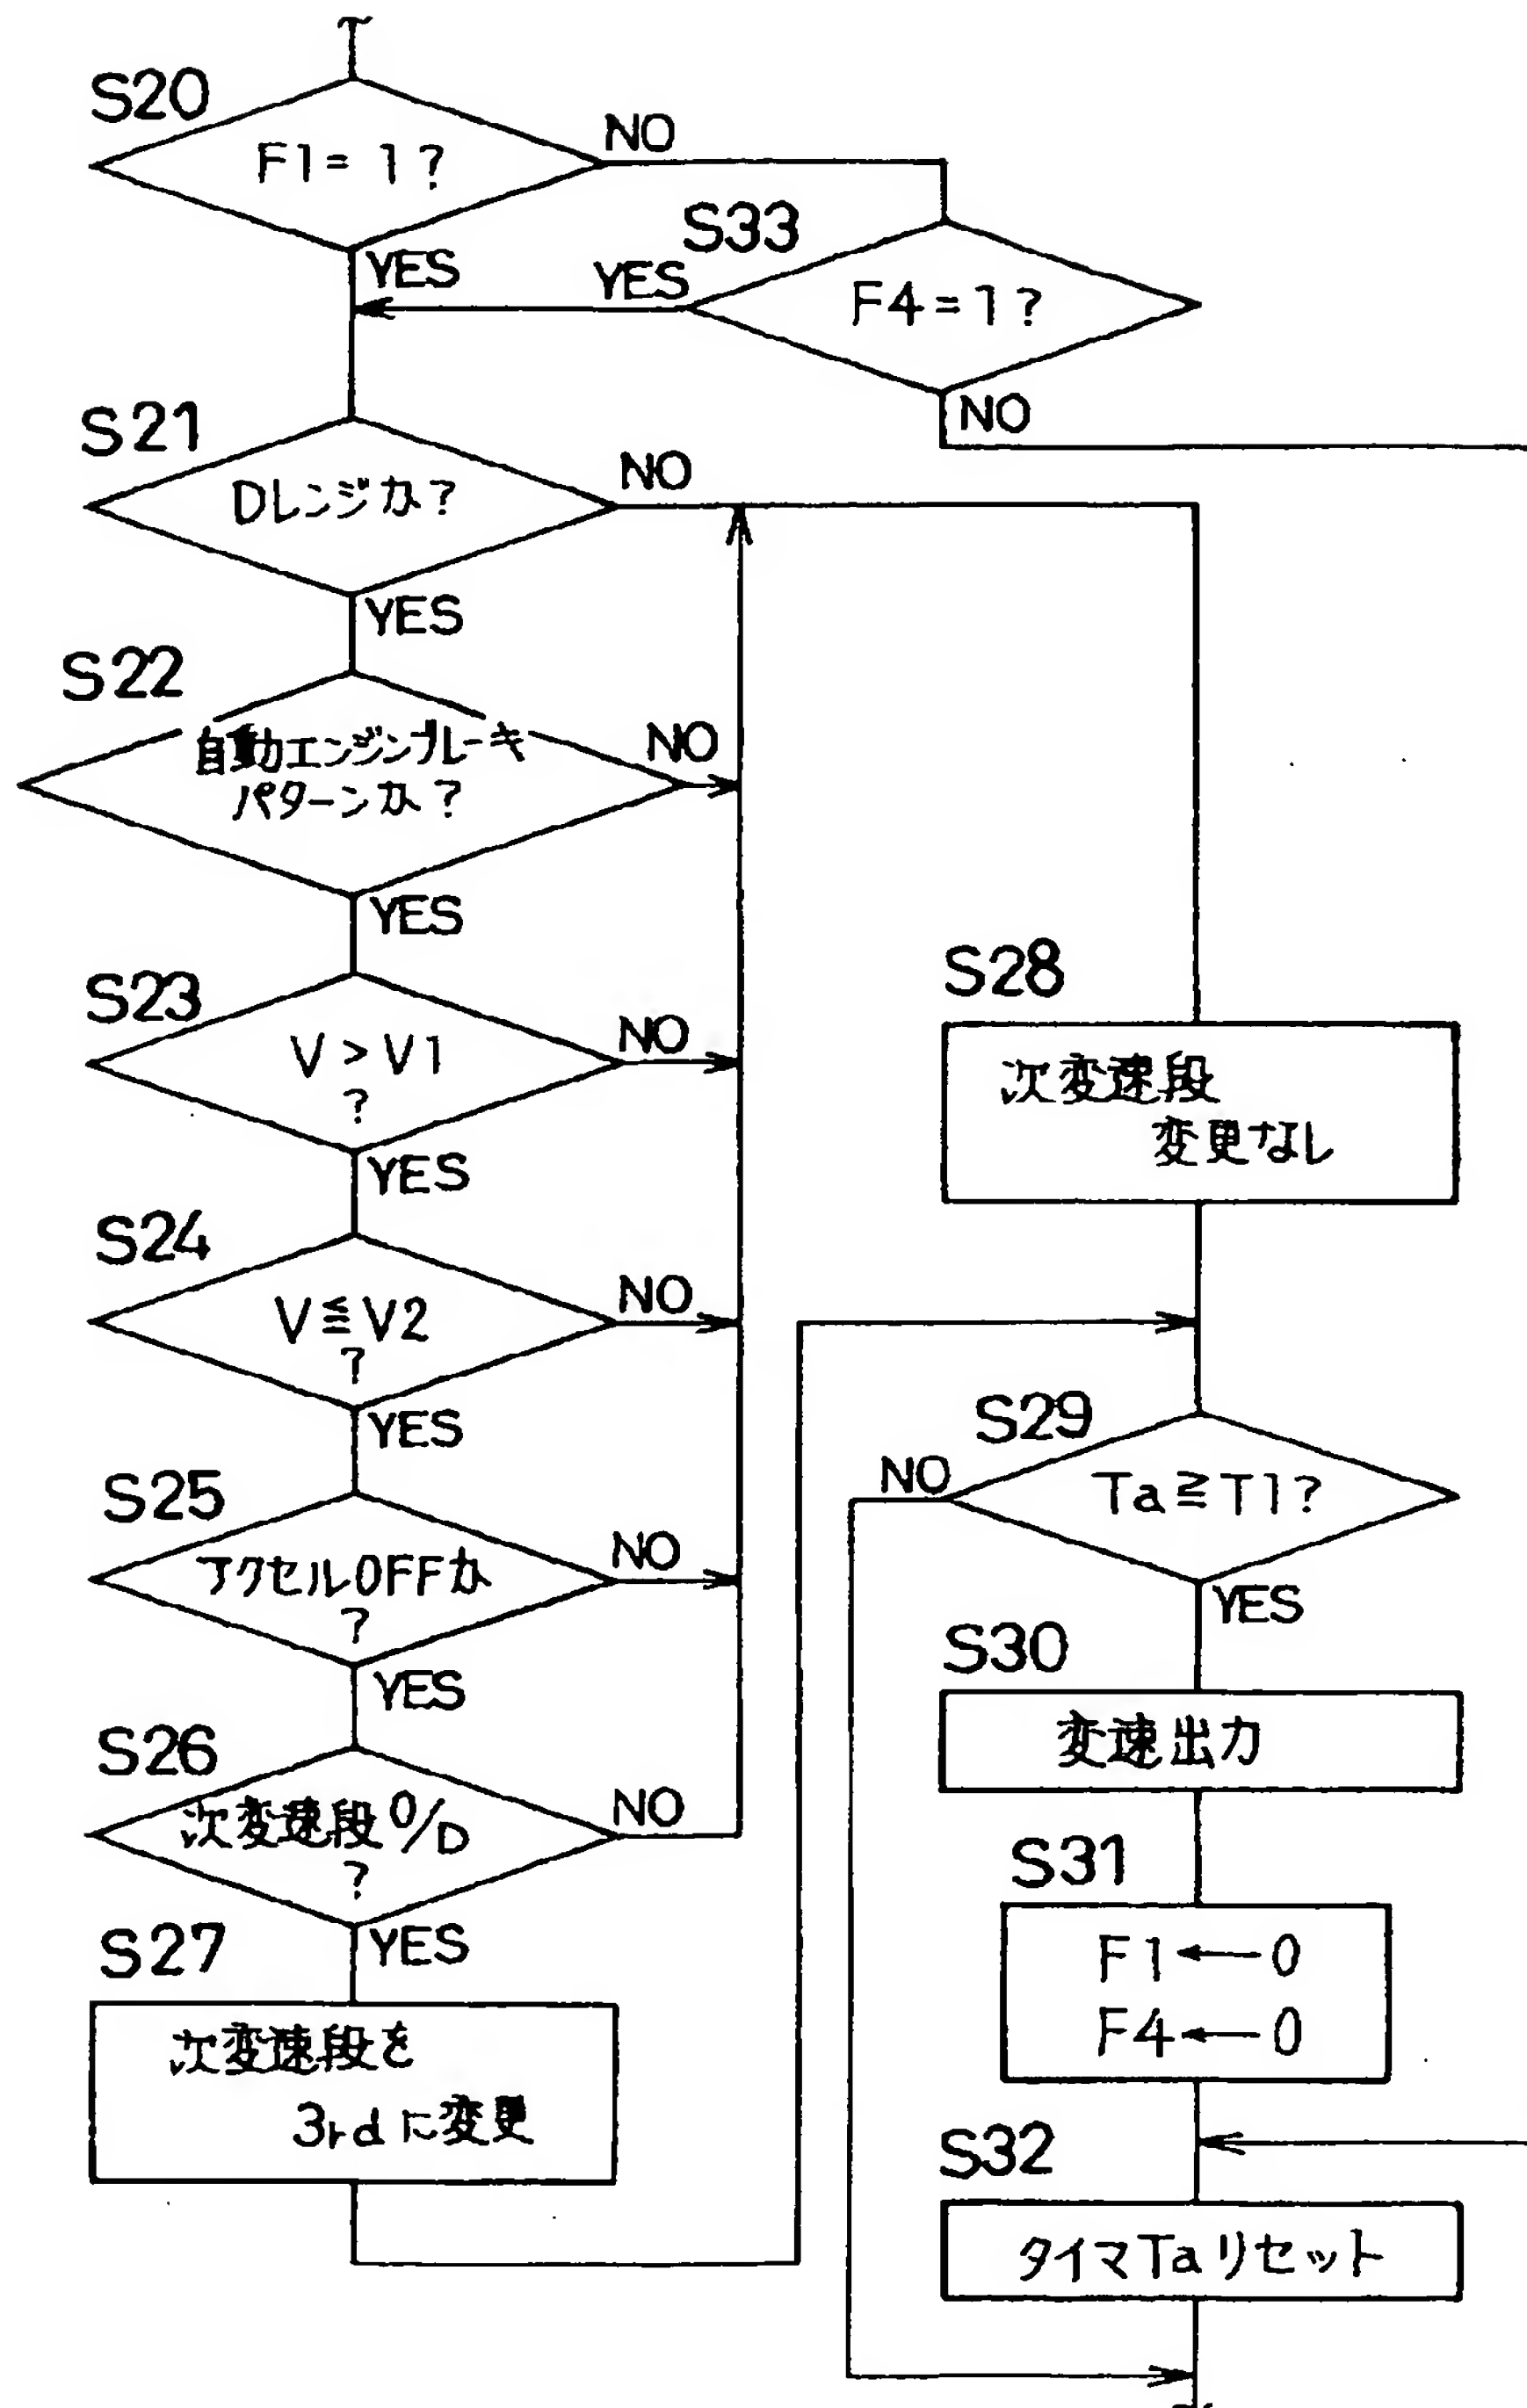 S20
F1=1?
NO
YES
S33
F4=1?
YES
NO
S21
Dレンジか?
NO
YES
S22
自動エンジンブレーキ
パターンか?
NO
YES
S23
V>V1
?
NO
YES
S24
V≦V2
?
NO
YES
S25
アクセルOFFか
?
NO
YES
S26
次変速段O/D
?
NO
YES
S27
次変速段を
3rdに変更
S28
次変速段
変更なし
S29
Ta≧T1?
NO
YES
S30
変速出力
S31
F1←0
F4←0
S32
タイマTaリセット